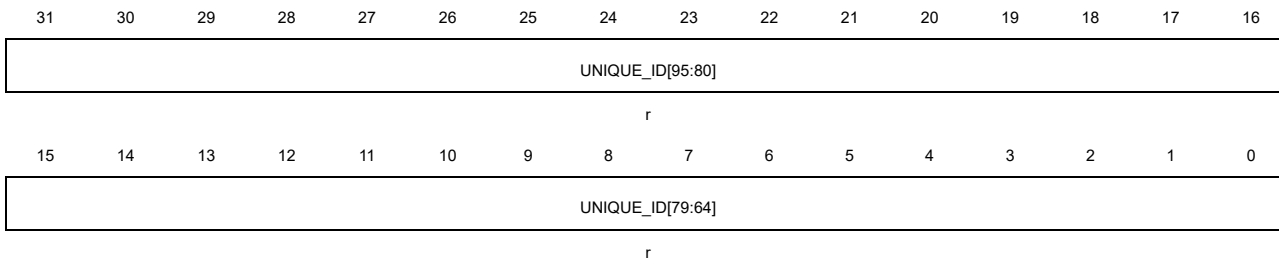 31 30 29 28 27 26 25 24 23 22 21 20 19 18 17 16
UNIQUE_ID[95:80]
r
15 14 13 12 11 10 9 8 7 6 5 4 3 2 1 0
UNIQUE_ID[79:64]
r